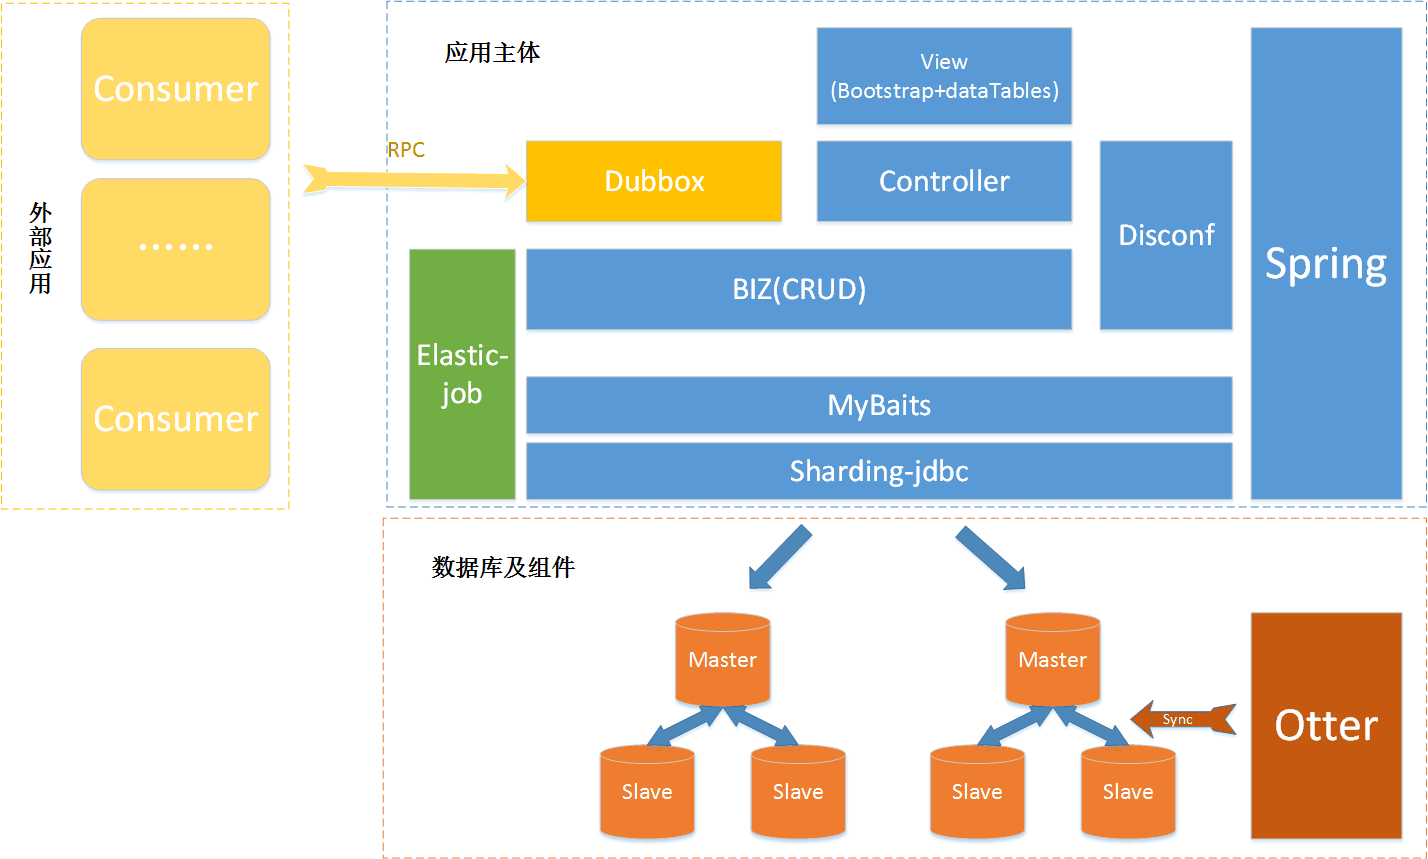 外
部
应
用
Consumer
······
Consumer
RPC
应用主体
View
(Bootstrap+dataTables)
Dubbox
Controller
Disconf
Spring
BIZ(CRUD)
Elastic-
job
MyBaits
Sharding-jdbc
数据库及组件
Master
Master
Slave
Slave
Slave
Slave
Sync
Otter